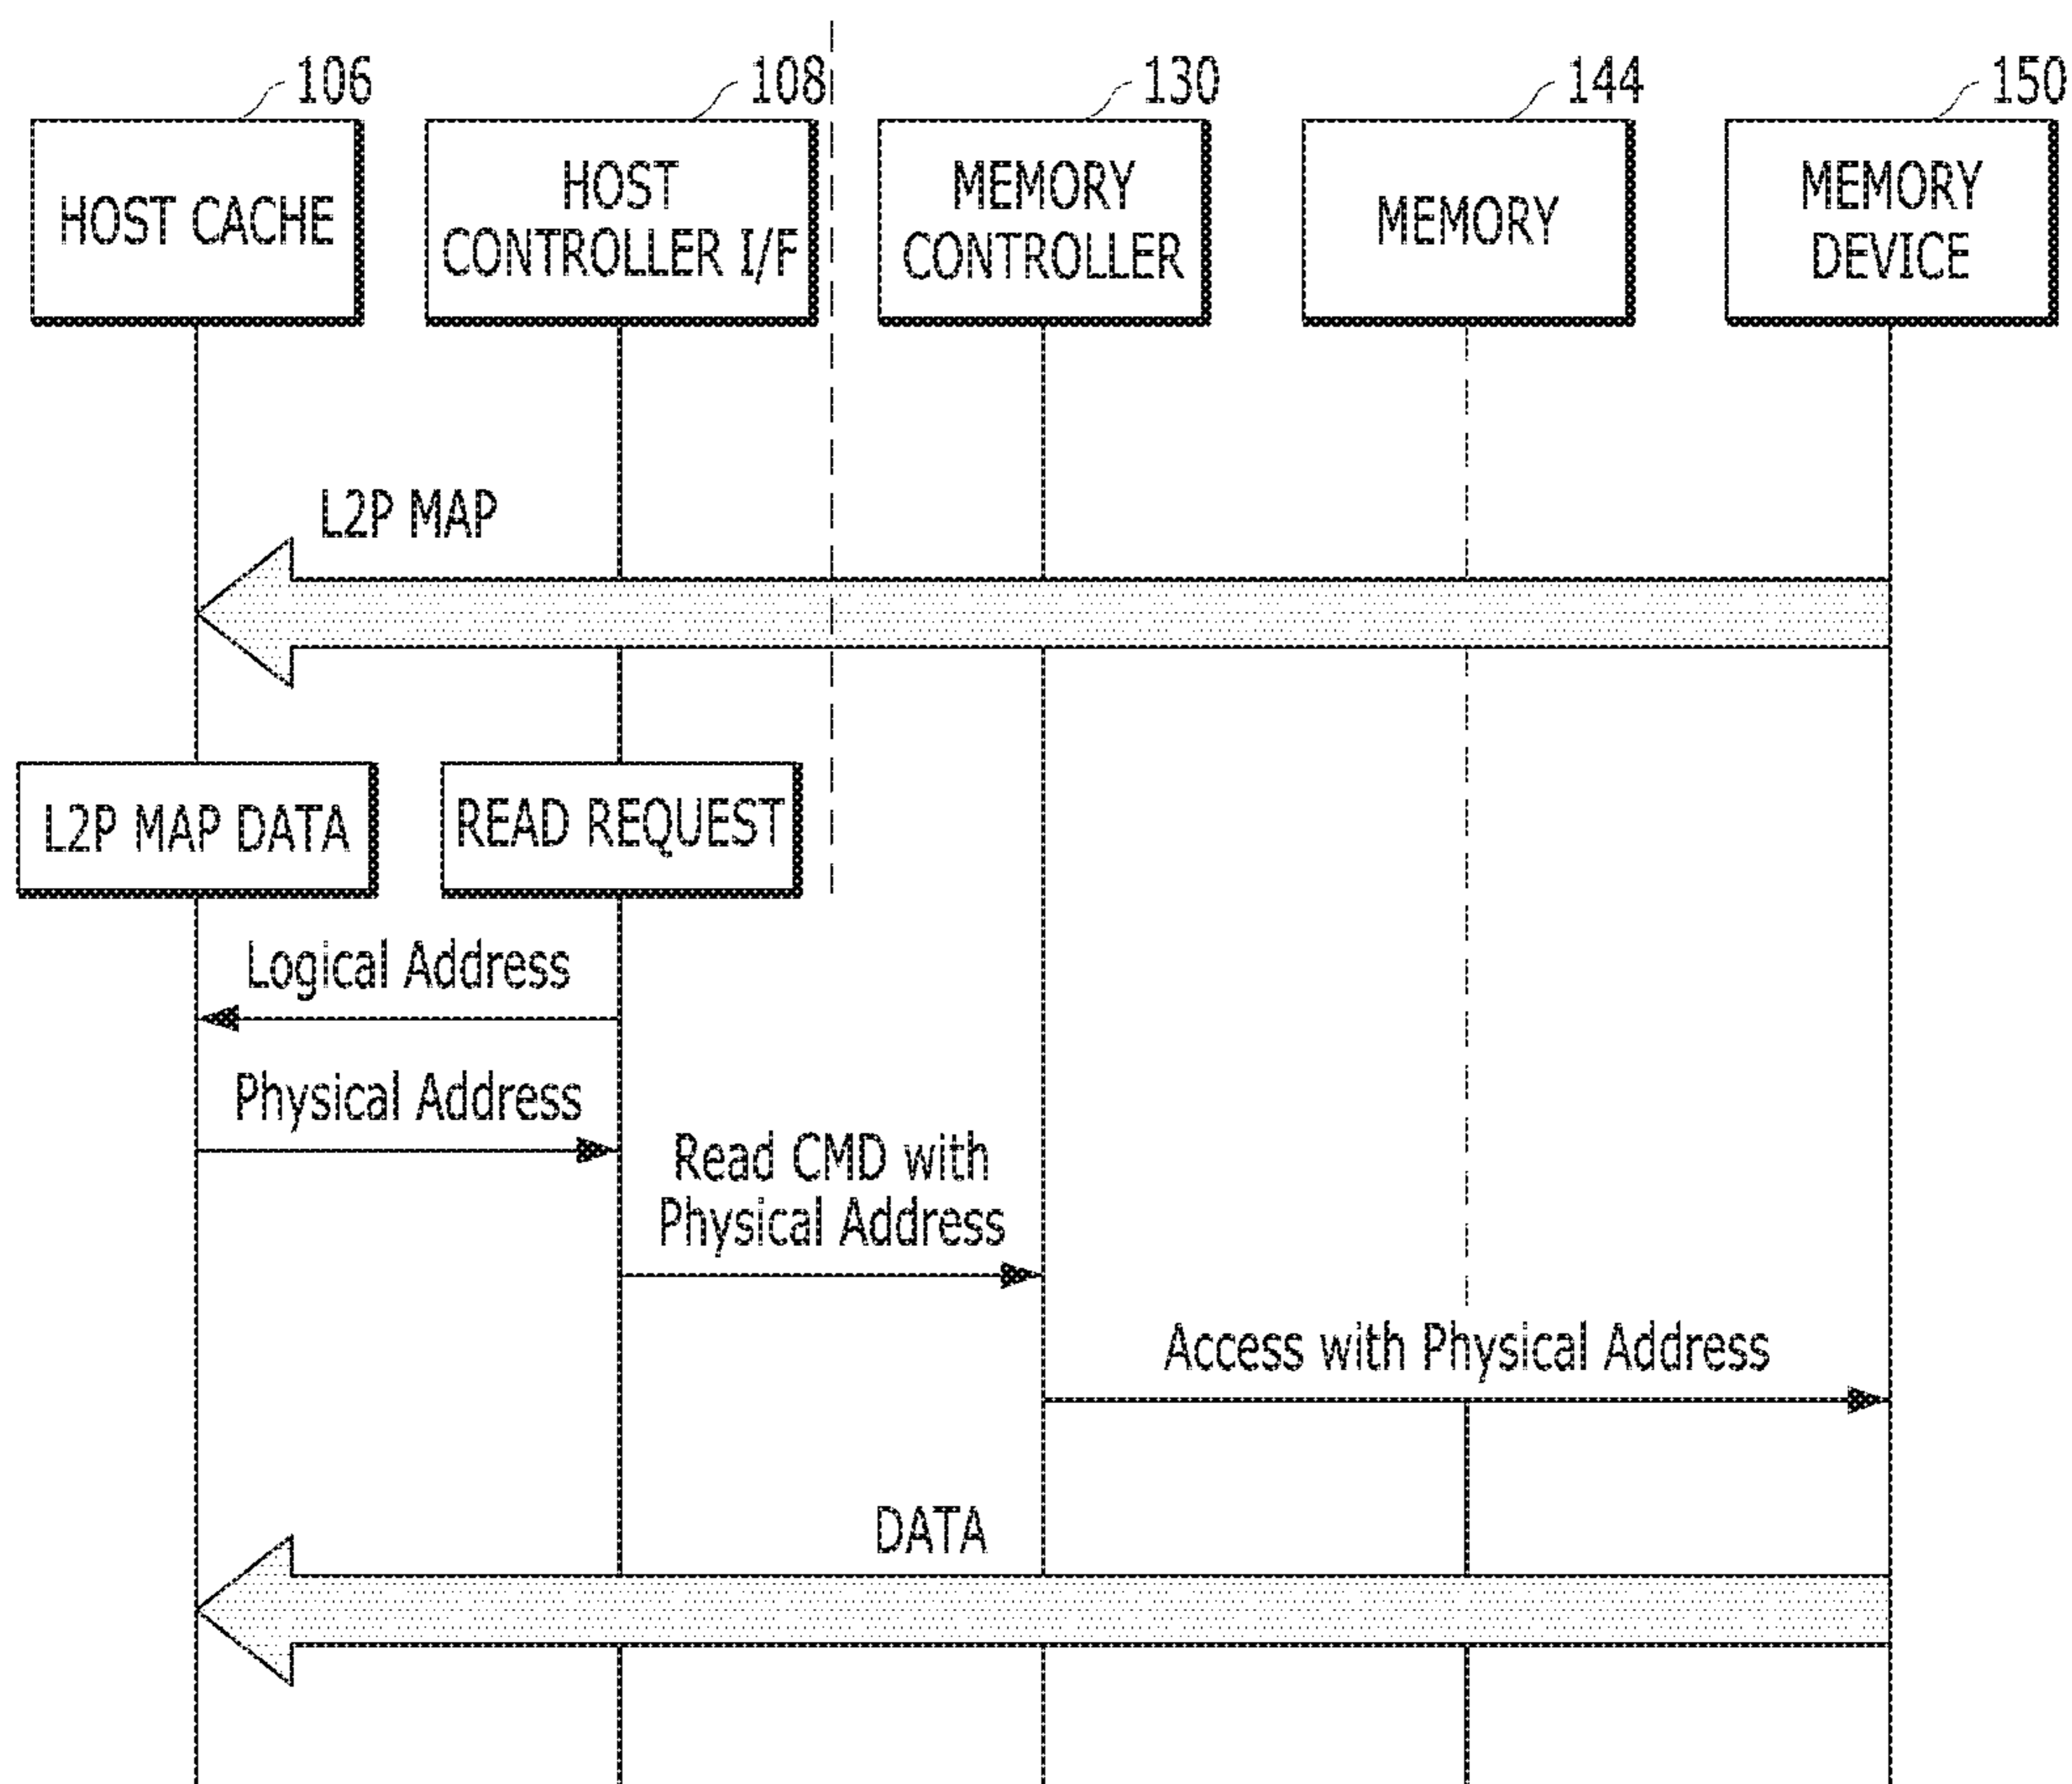 106
108
130
144
150
HOST CACHE
HOST
CONTROLLER I/F
MEMORY
CONTROLLER
MEMORY
MEMORY
DEVICE
L2P MAP
L2P MAP DATA
READ REQUEST
Logical Address
Physical Address
Read CMD with
Physical Address
Access with Physical Address
DATA